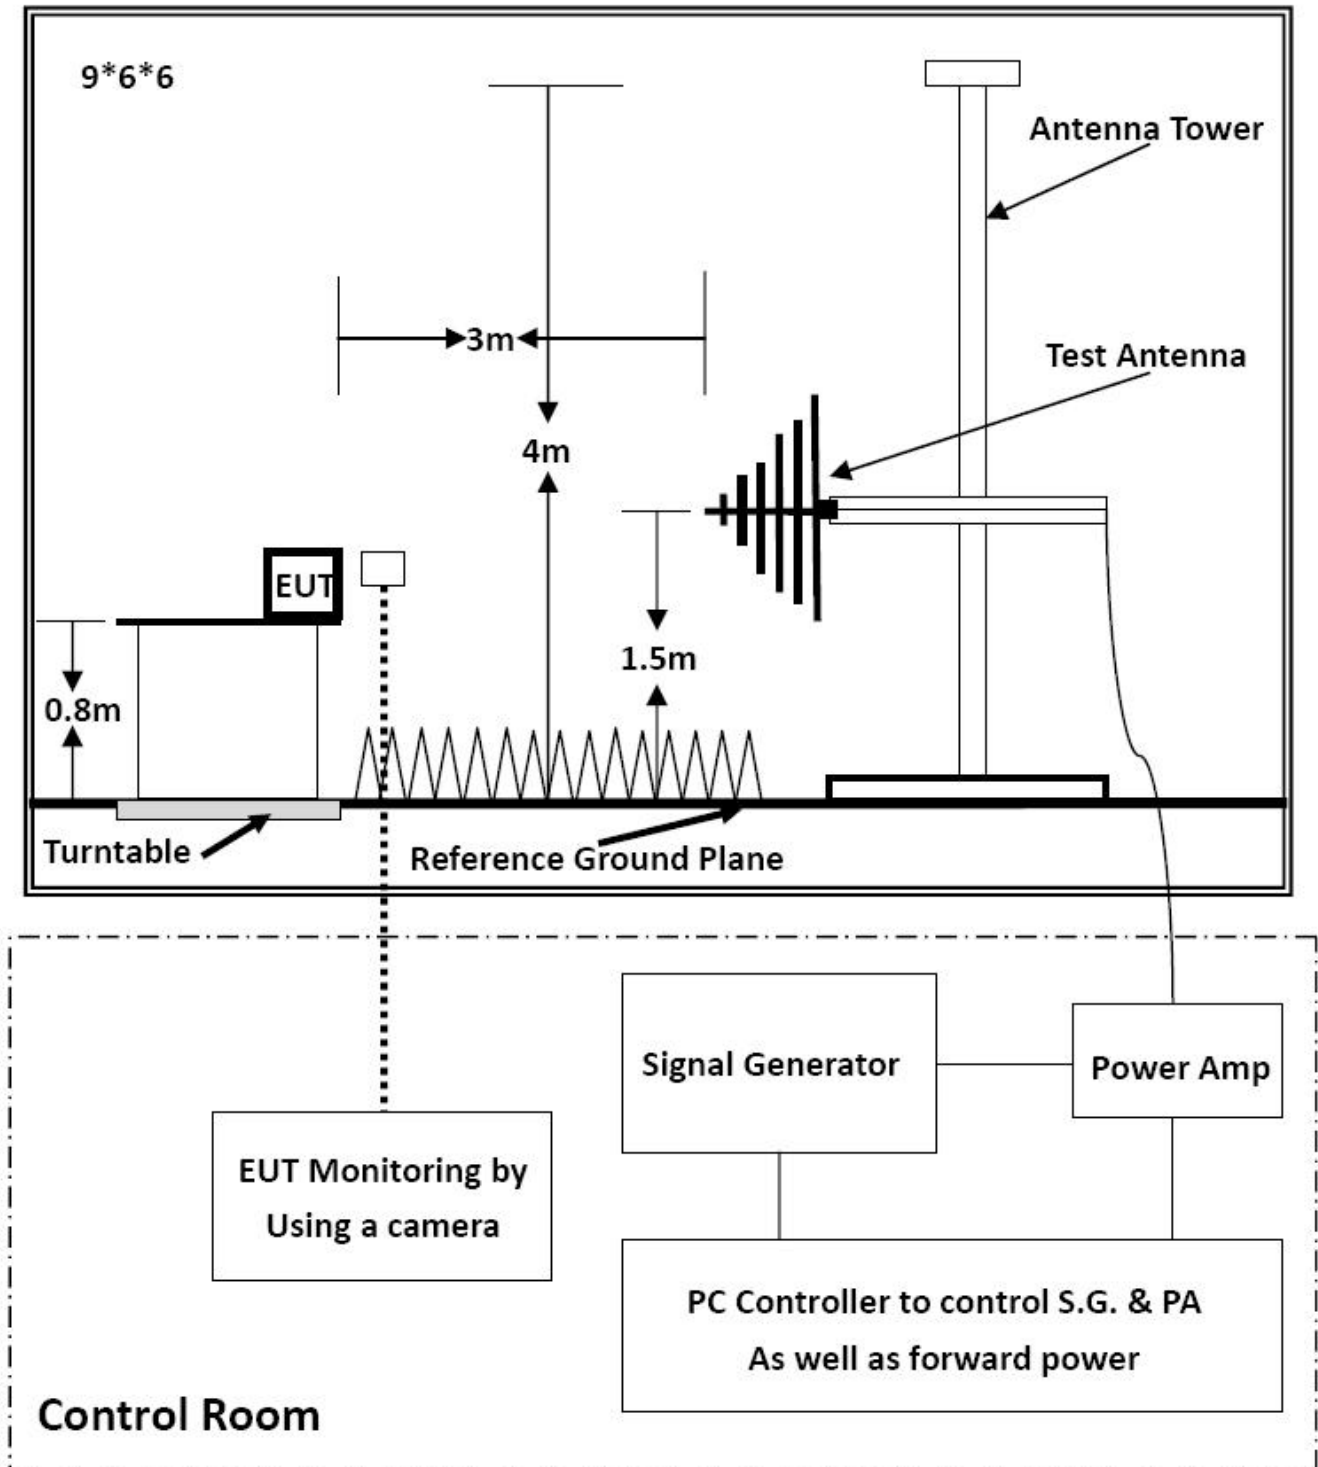 9*6*6
Antenna Tower
3m
Test Antenna
4m
EUT
1.5m
0.8m
Turntable
Reference Ground Plane
Signal Generator
Power Amp
EUT Monitoring by
Using a camera
PC Controller to control S.G. & PA
As well as forward power
Control Room